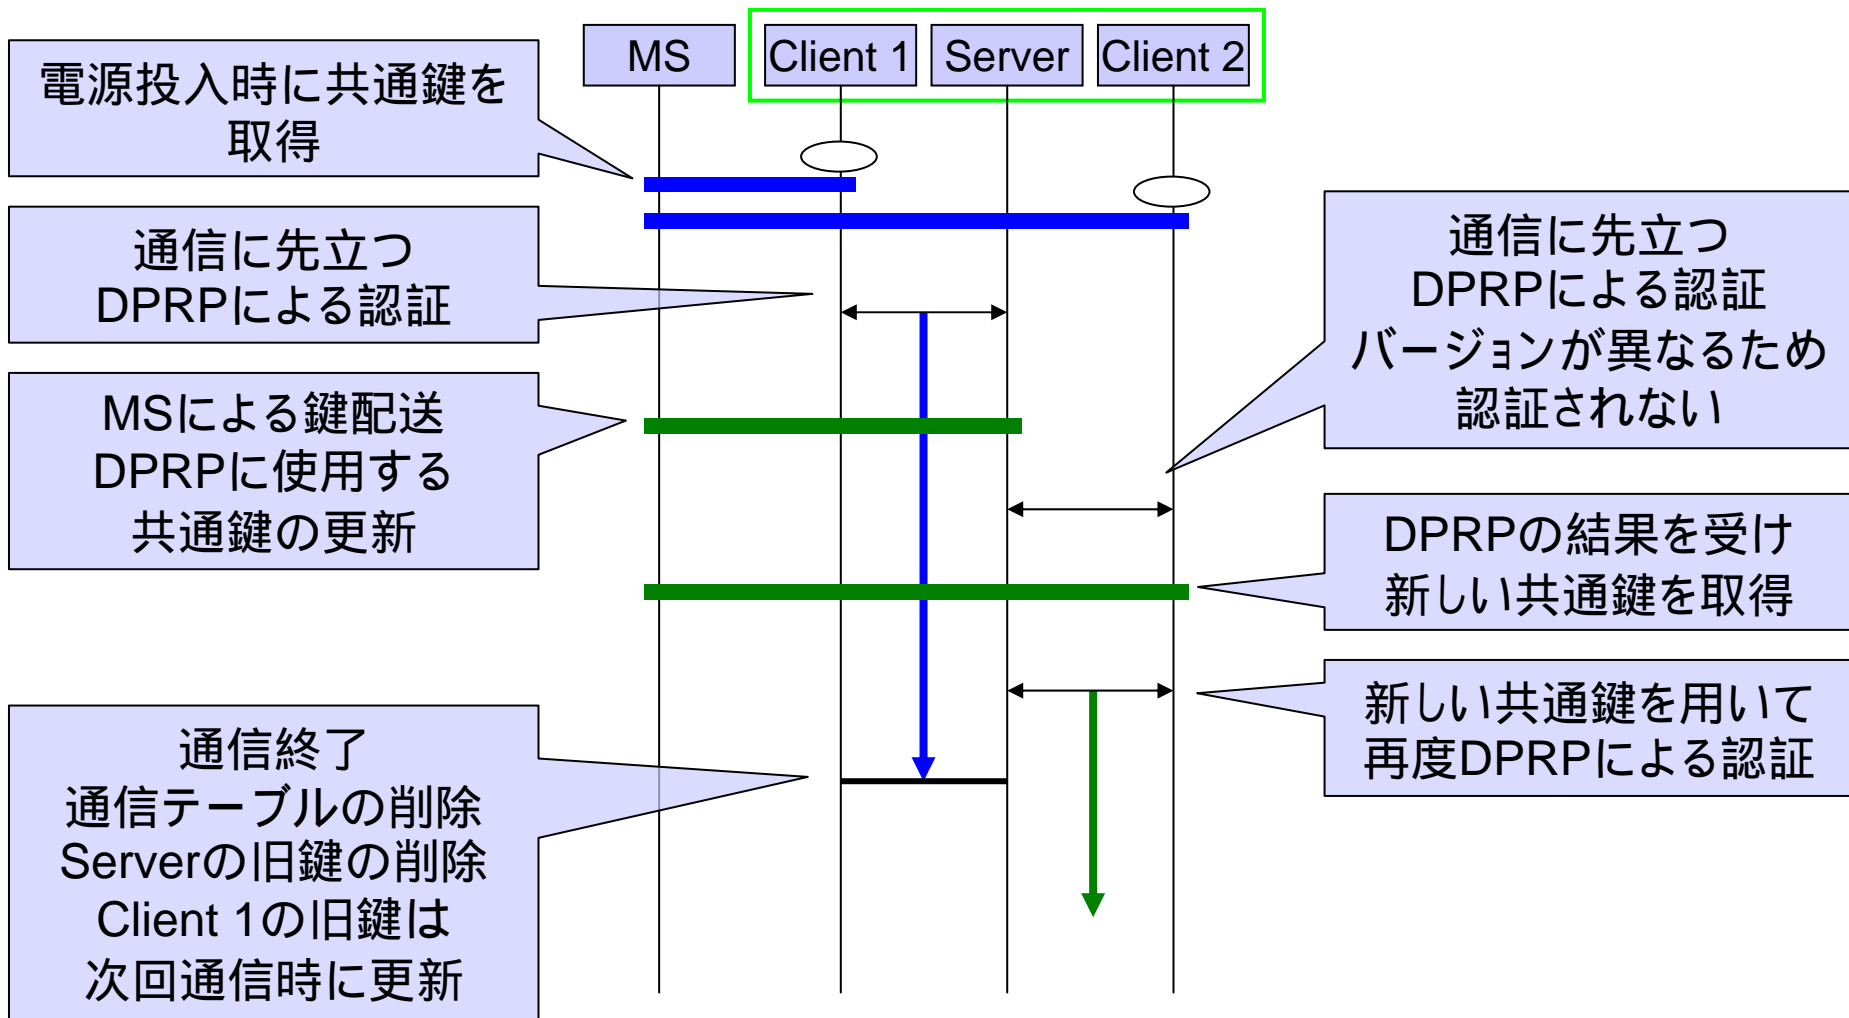 MS
Client 1
Server
Client 2
電源投入時に共通鍵を
取得
通信に先立つ
DPRPによる認証
MSによる鍵配送
DPRPに使用する
共通鍵の更新
通信終了
通信テーブルの削除
Serverの旧鍵の削除
Client 1の旧鍵は
次回通信時に更新
通信に先立つ
DPRPによる認証
バージョンが異なるため
認証されない
DPRPの結果を受け
新しい共通鍵を取得
新しい共通鍵を用いて
再度DPRPによる認証